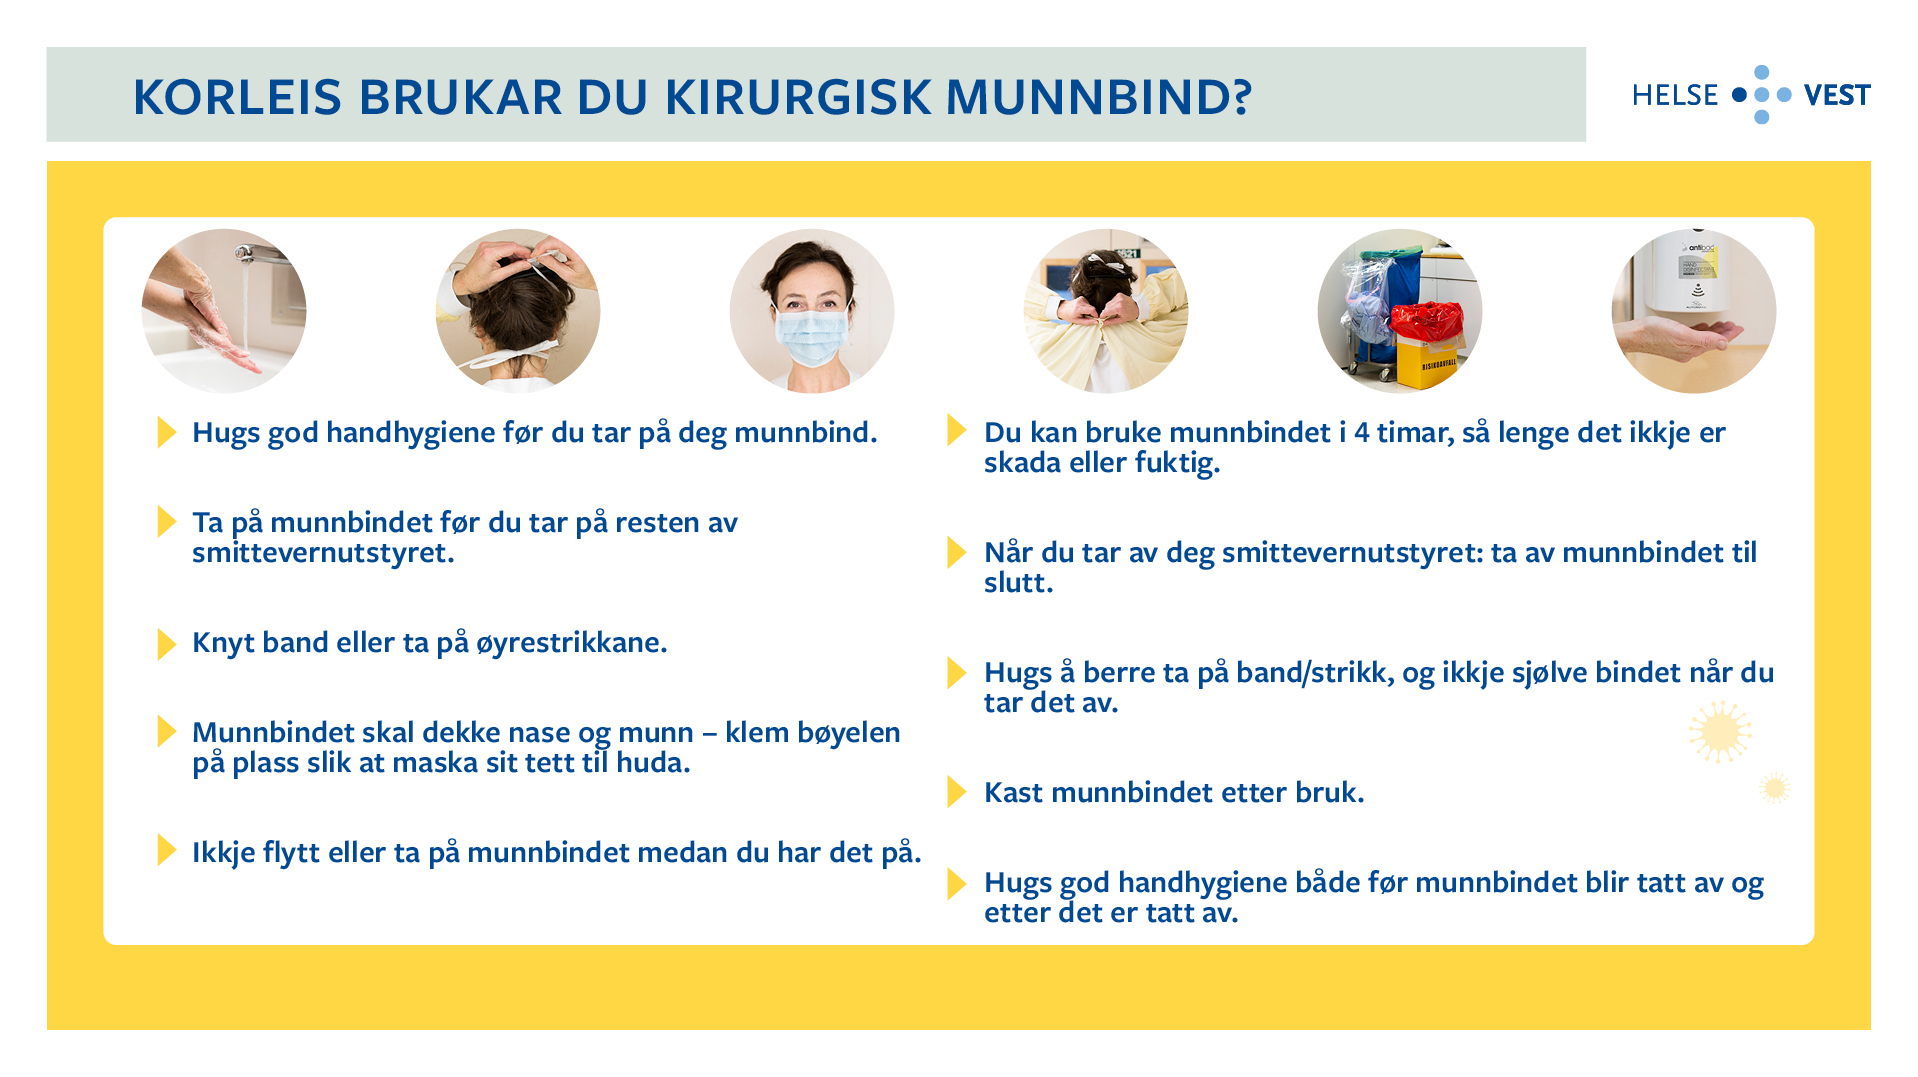 KORLEIS BRUKAR DU KIRURGISK MUNNBIND?
HELSE VEST
antibac
RISIKOAVFALL
Hugs god handhygiene før du tar på deg munnbind.
Ta på munnbindet før du tar på resten av
smittevernutstyret.
Knyt band eller ta på øyrestrikkane.
Munnbindet skal dekke nase og munn – klem bøyelen
på plass slik at maska sit tett til huda.
Ikkje flytt eller ta på munnbindet medan du har det på.
Du kan bruke munnbindet i 4 timar, så lenge det ikkje er
skada eller fuktig.
Når du tar av deg smittevernutstyret: ta av munnbindet til
slutt.
Hugs å berre ta på band/strikk, og ikkje sjølve bindet når du
tar det av.
Kast munnbindet etter bruk.
Hugs god handhygiene både før munnbindet blir tatt av og
etter det er tatt av.